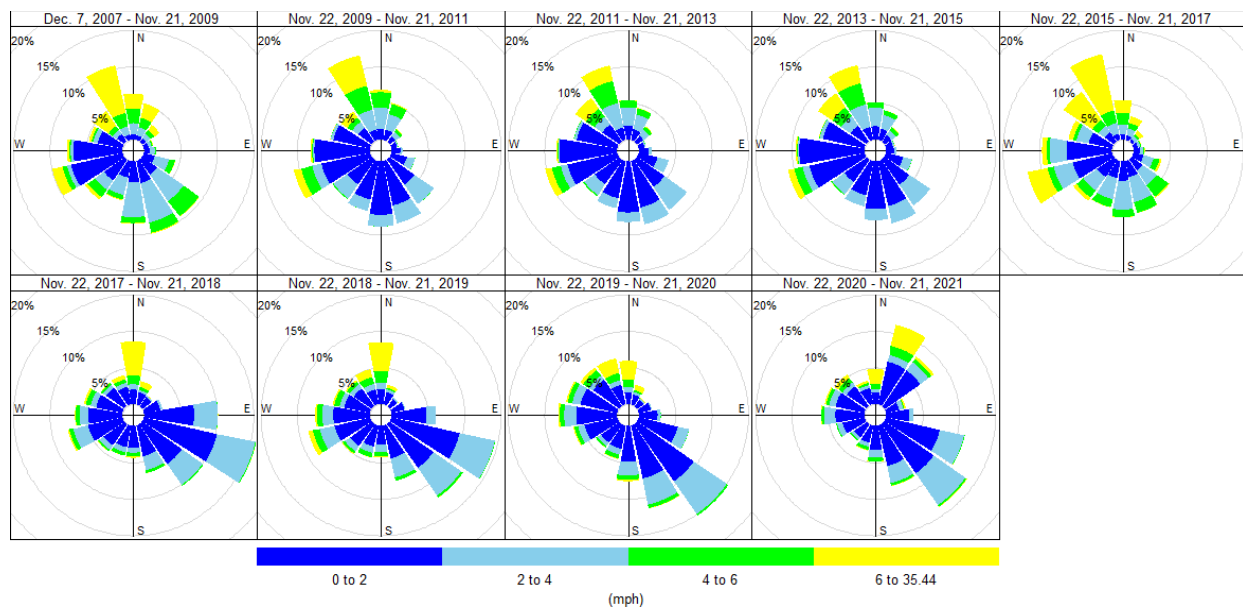 Dec. 7, 2007 - Nov. 21, 2009
Nov. 22, 2009 - Nov. 21, 2011
Nov. 22, 2011 - Nov. 21, 2013
Nov. 22, 2013 - Nov. 21, 2015
Nov. 22, 2015 - Nov. 21, 2017
20% N 20% N 20% N 20% N 20% N
15% 15% 15% 15% 15%
10% 10% 10% 10% 10%
5% 5% 5% 5% 5%
W E W E W E W E W E
S S S S S
Nov. 22, 2017 - Nov. 21, 2018
Nov. 22, 2018 - Nov. 21, 2019
Nov. 22, 2019 - Nov. 21, 2020
Nov. 22, 2020 - Nov. 21, 2021
20% N 20% N 20% N 20% N
15% 15% 15% 15%
10% 10% 10% 10%
5% 5% 5% 5%
W E W E W E W E
S S S S
0 to 2 2 to 4 4 to 6 6 to 35.44
(mph)